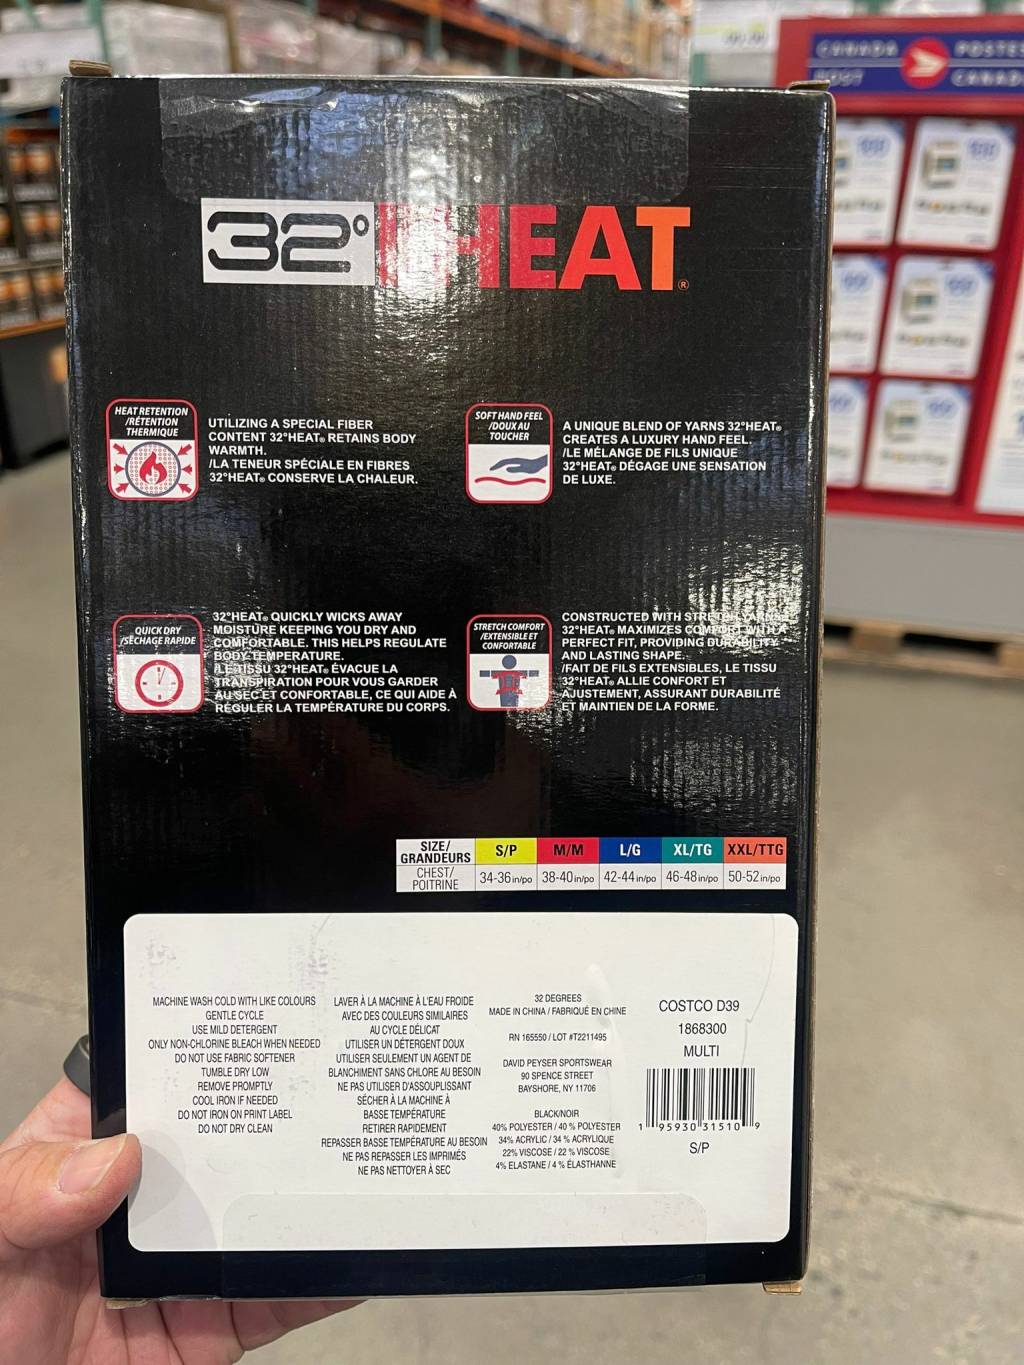 CANADA
POST
POSTES
CANADA
32° HEAT®
HEAT RETENTION
/RÉTENTION
THERMIQUE
UTILIZING A SPECIAL FIBER
CONTENT 32°HEAT® RETAINS BODY
WARMTH.
/LA TENEUR SPÉCIALE EN FIBRES
32°HEAT® CONSERVE LA CHALEUR.
SOFT HAND FEEL
/DOUX AU
TOUCHER
A UNIQUE BLEND OF YARNS 32°HEAT®
CREATES A LUXURY HAND FEEL.
/LE MÉLANGE DE FILS UNIQUE
32°HEAT® DÉGAGE UNE SENSATION
DE LUXE.
QUICK DRY
/SÉCHAGE RAPIDE
32°HEAT® QUICKLY WICKS AWAY
MOISTURE KEEPING YOU DRY AND
COMFORTABLE. THIS HELPS REGULATE
BODY TEMPERATURE.
/LE TISSU 32°HEAT® ÉVACUE LA
TRANSPIRATION POUR VOUS GARDER
AU SEC ET CONFORTABLE, CE QUI AIDE À
RÉGULER LA TEMPÉRATURE DU CORPS.
STRETCH COMFORT
/EXTENSIBLE ET
CONFORTABLE
CONSTRUCTED WITH STRETCH YARNS
32°HEAT® MAXIMIZES COMFORT WITH A
PERFECT FIT, PROVIDING DURABILITY
AND LASTING SHAPE.
/FAIT DE FILS EXTENSIBLES, LE TISSU
32°HEAT® ALLIE CONFORT ET
AJUSTEMENT, ASSURANT DURABILITÉ
ET MAINTIEN DE LA FORME.
SIZE/
GRANDEURS S/P M/M L/G XL/TG XXL/TTG
CHEST/
POITRINE 34-36 in/po 38-40 in/po 42-44 in/po 46-48 in/po 50-52 in/po
MACHINE WASH COLD WITH LIKE COLOURS
GENTLE CYCLE
USE MILD DETERGENT
ONLY NON-CHLORINE BLEACH WHEN NEEDED
DO NOT USE FABRIC SOFTENER
TUMBLE DRY LOW
REMOVE PROMPTLY
COOL IRON IF NEEDED
DO NOT IRON ON PRINT LABEL
DO NOT DRY CLEAN
LAVER À LA MACHINE À L'EAU FROIDE
AVEC DES COULEURS SIMILAIRES
AU CYCLE DÉLICAT
UTILISER UN DÉTERGENT DOUX
UTILISER SEULEMENT UN AGENT DE
BLANCHIMENT SANS CHLORE AU BESOIN
NE PAS UTILISER D'ASSOUPLISSANT
SÉCHER À LA MACHINE À
BASSE TEMPÉRATURE
RETIRER RAPIDEMENT
REPASSER BASSE TEMPÉRATURE AU BESOIN
NE PAS REPASSER LES IMPRIMÉS
NE PAS NETTOYER À SEC
32 DEGREES
MADE IN CHINA / FABRIQUÉ EN CHINE
RN 165550 / LOT #T2211495
DAVID PEYSER SPORTSWEAR
90 SPENCE STREET
BAYSHORE, NY 11706
BLACK/NOIR
40% POLYESTER / 40 % POLYESTER
34% ACRYLIC / 34 % ACRYLIQUE
22% VISCOSE / 22 % VISCOSE
4% ELASTANE / 4 % ÉLASTHANNE
COSTCO D39
1868300
MULTI
1 95930 31510 9
S/P